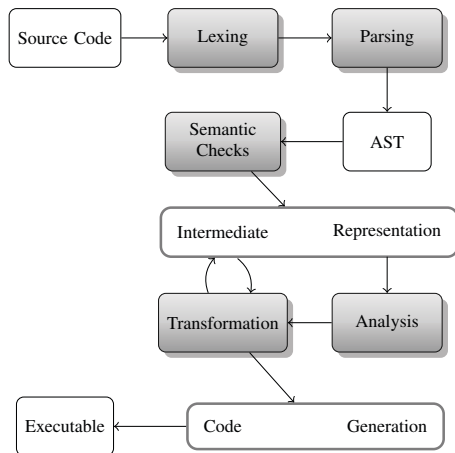 Source Code
Lexing
Parsing
Semantic
Checks
AST
Intermediate Representation
Transformation
Analysis
Executable
Code Generation